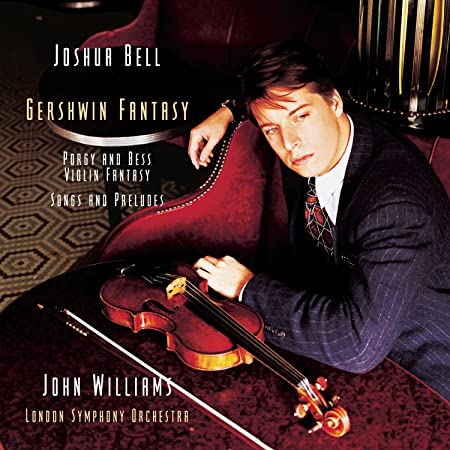 Joshua Bell
Gershwin Fantasy
Porgy and Bess
Violin Fantasy
Songs and Preludes
John Williams
London Symphony Orchestra